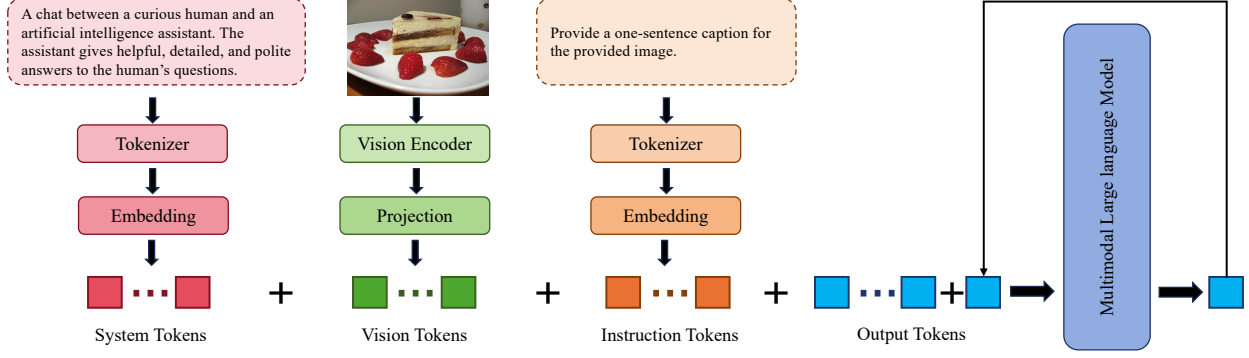 A chat between a curious human and an
artificial intelligence assistant. The
assistant gives helpful, detailed, and polite
answers to the human’s questions.
Provide a one-sentence caption for
the provided image.
Tokenizer
Vision Encoder
Tokenizer
Embedding
Projection
Embedding
+
+
+
+
System Tokens
Vision Tokens
Instruction Tokens
Output Tokens
Multimodal Large language Model